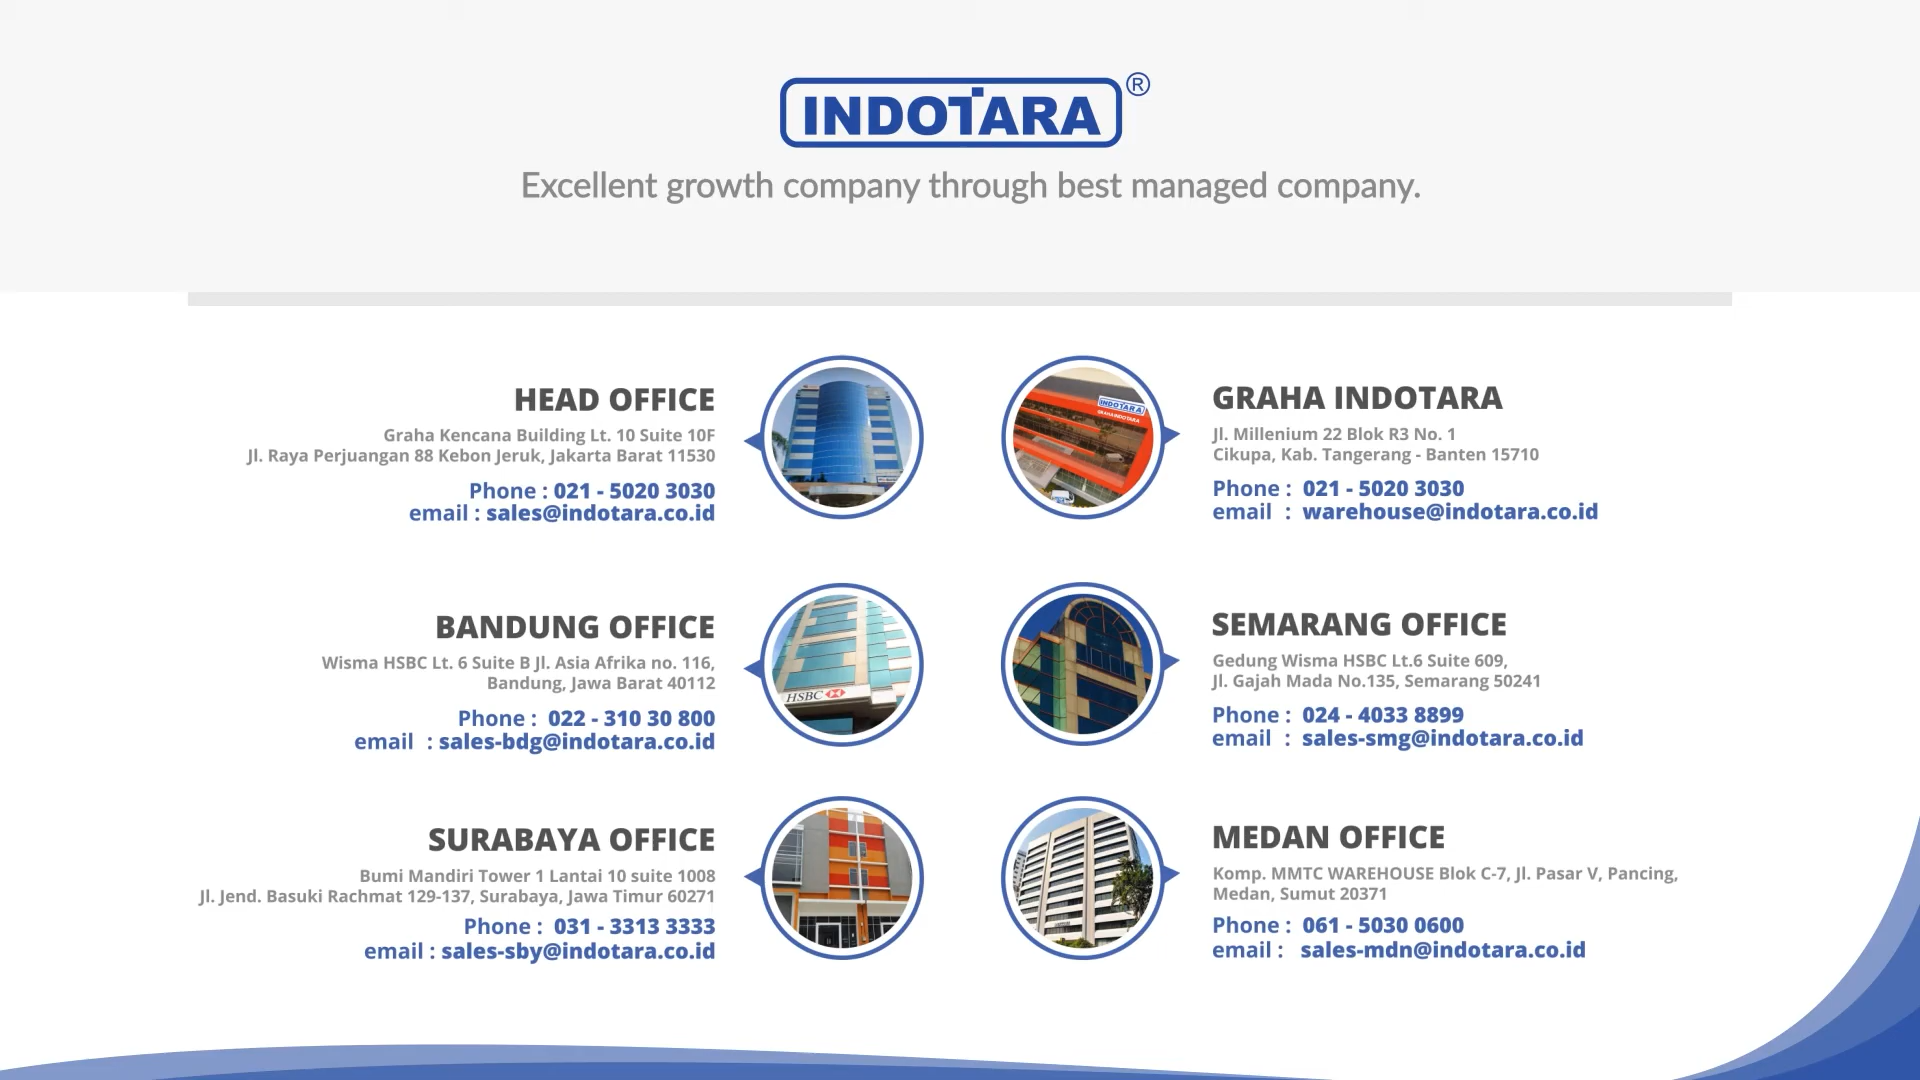 INDOTARA®
Excellent growth company through best managed company.
HEAD OFFICE
Graha Kencana Building Lt. 10 Suite 10F
Jl. Raya Perjuangan 88 Kebon Jeruk, Jakarta Barat 11530
Phone : 021 - 5020 3030
email : sales@indotara.co.id
INDOTARA
GRAHA INDOTARA
GRAHA INDOTARA
Jl. Millenium 22 Blok R3 No. 1
Cikupa, Kab. Tangerang - Banten 15710
Phone : 021 - 5020 3030
email : warehouse@indotara.co.id
BANDUNG OFFICE
Wisma HSBC Lt. 6 Suite B Jl. Asia Afrika no. 116,
Bandung, Jawa Barat 40112
Phone : 022 - 310 30 800
email : sales-bdg@indotara.co.id
HSBC
SEMARANG OFFICE
Gedung Wisma HSBC Lt.6 Suite 609,
Jl. Gajah Mada No.135, Semarang 50241
Phone : 024 - 4033 8899
email : sales-smg@indotara.co.id
SURABAYA OFFICE
Bumi Mandiri Tower 1 Lantai 10 suite 1008
Jl. Jend. Basuki Rachmat 129-137, Surabaya, Jawa Timur 60271
Phone : 031 - 3313 3333
email : sales-sby@indotara.co.id
MEDAN OFFICE
Komp. MMTC WAREHOUSE Blok C-7, Jl. Pasar V, Pancing,
Medan, Sumut 20371
Phone : 061 - 5030 0600
email : sales-mdn@indotara.co.id